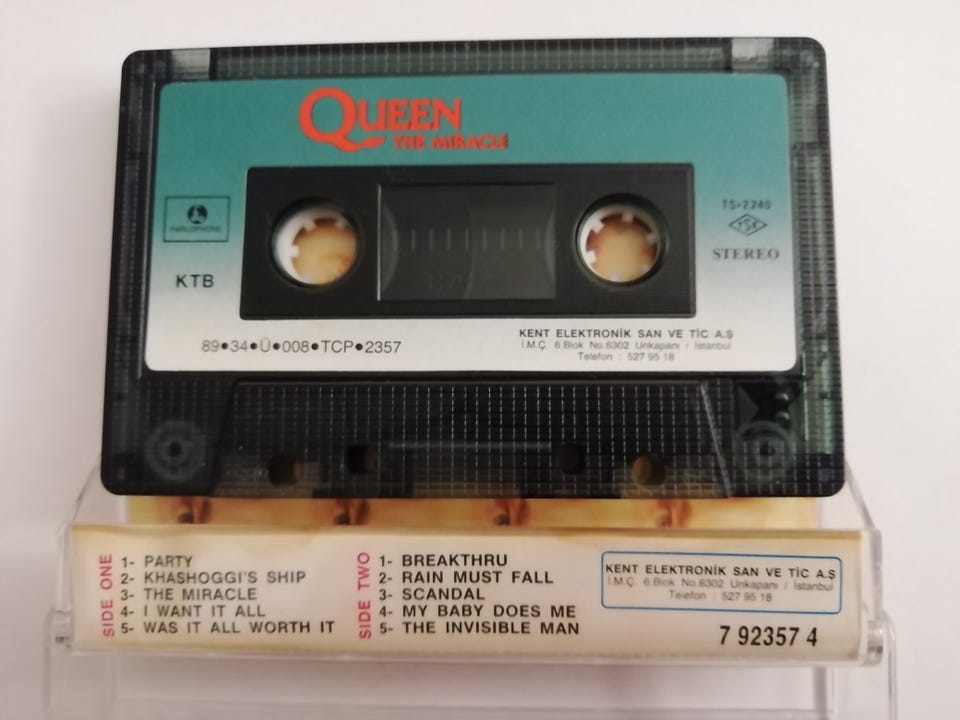 QUEEN
THE MIRACLE
PARLOPHONE
KTB
TS-2240
TSK
STEREO
89•34•Ü•008•TCP•2357
KENT ELEKTRONİK SAN VE TİC A.Ş
İ.M.Ç. 6.Blok No.6302 Unkapanı / İstanbul
Telefon : 527 95 18
SIDE ONE
1- PARTY
2- KHASHOGGI'S SHIP
3- THE MIRACLE
4- I WANT IT ALL
5- WAS IT ALL WORTH IT
SIDE TWO
1- BREAKTHRU
2- RAIN MUST FALL
3- SCANDAL
4- MY BABY DOES ME
5- THE INVISIBLE MAN
KENT ELEKTRONİK SAN VE TİC A.Ş
İ.M.Ç. 6.Blok No.6302 Unkapanı / İstanbul
Telefon : 527 95 18
7 92357 4